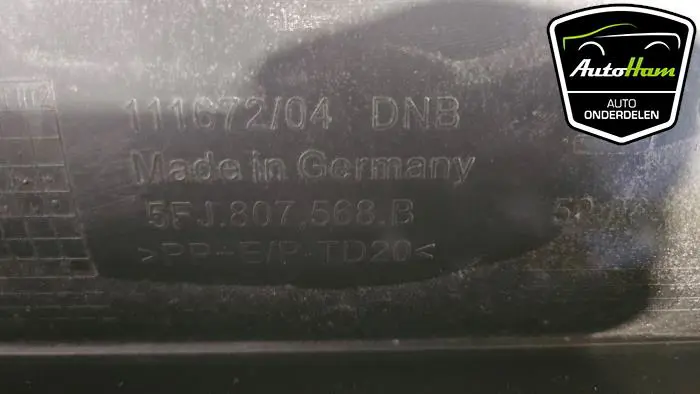 AutoHam
AUTO
ONDERDELEN
111672/04 DNB
Made in Germany
5FJ.807.568.B
>PP-E/P-TD20<